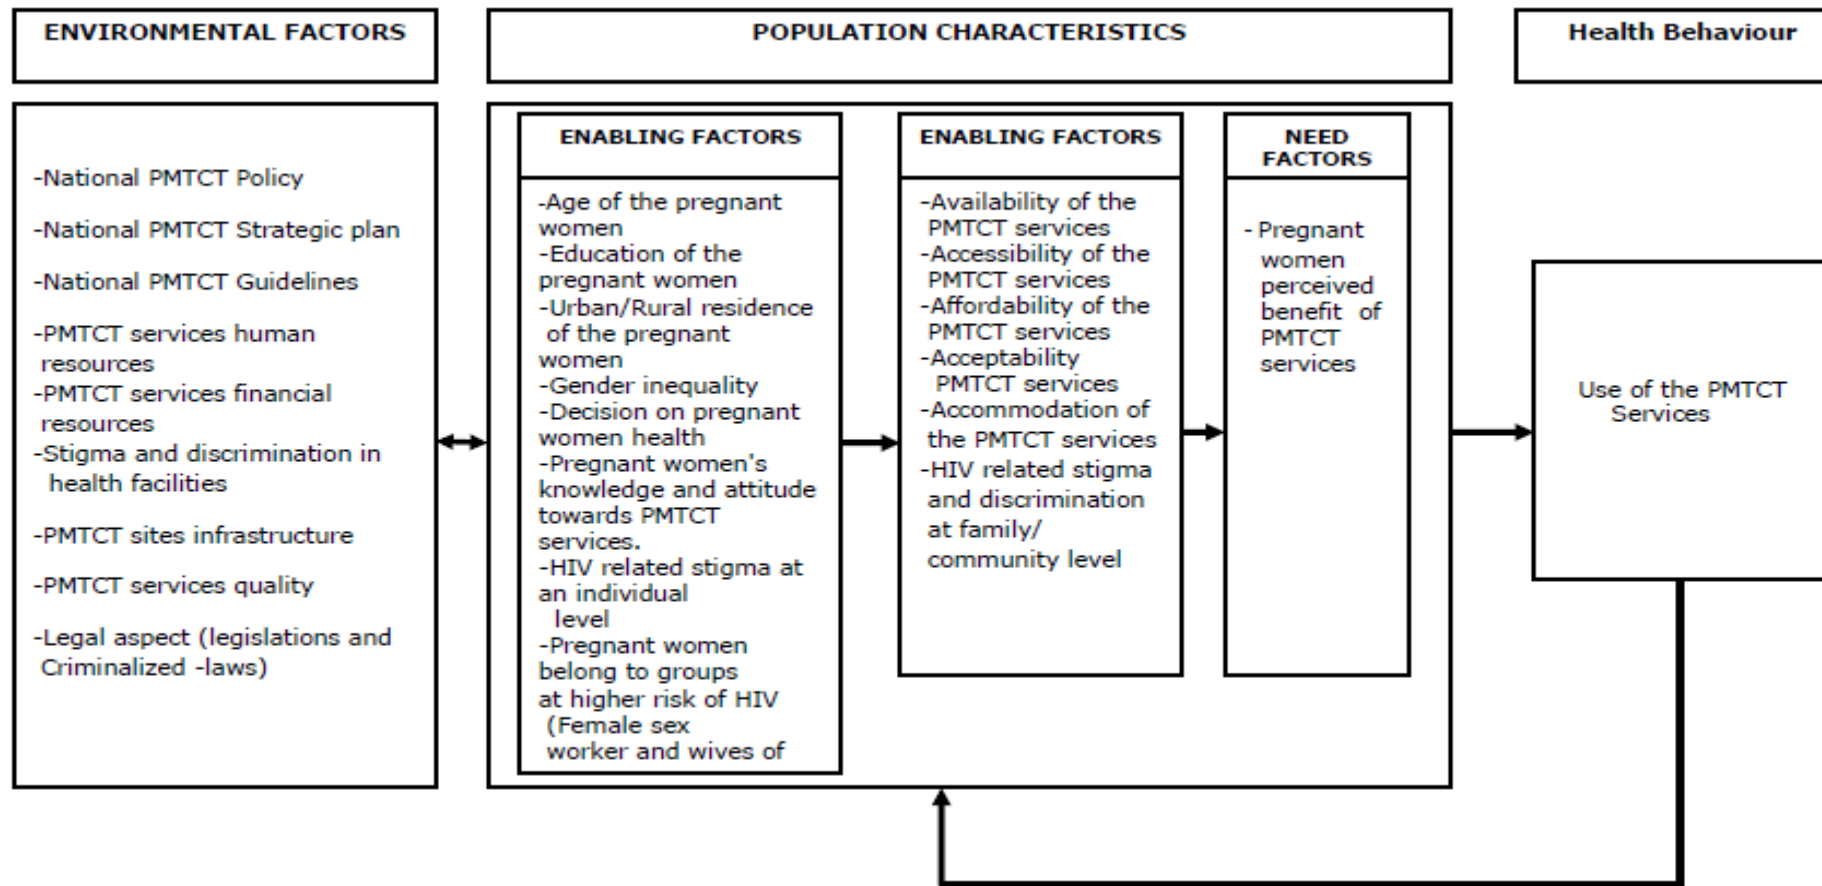 ENVIRONMENTAL FACTORS
POPULATION CHARACTERISTICS
Health Behaviour
-National PMTCT Policy
-National PMTCT Strategic plan
-National PMTCT Guidelines
-PMTCT services human
resources
-PMTCT services financial
resources
-Stigma and discrimination in
health facilities
-PMTCT sites infrastructure
-PMTCT services quality
-Legal aspect (legislations and
Criminalized -laws)
ENABLING FACTORS
-Age of the pregnant
women
-Education of the
pregnant women
-Urban/Rural residence
of the pregnant
women
-Gender inequality
-Decision on pregnant
women health
-Pregnant women's
knowledge and attitude
towards PMTCT
services.
-HIV related stigma at
an individual
level
-Pregnant women
belong to groups
at higher risk of HIV
(Female sex
worker and wives of
ENABLING FACTORS
-Availability of the
PMTCT services
-Accessibility of the
PMTCT services
-Affordability of the
PMTCT services
-Acceptability
PMTCT services
-Accommodation of
the PMTCT services
-HIV related stigma
and discrimination
at family/
community level
NEED
FACTORS
- Pregnant
women
perceived
benefit of
PMTCT
services
Use of the PMTCT
Services